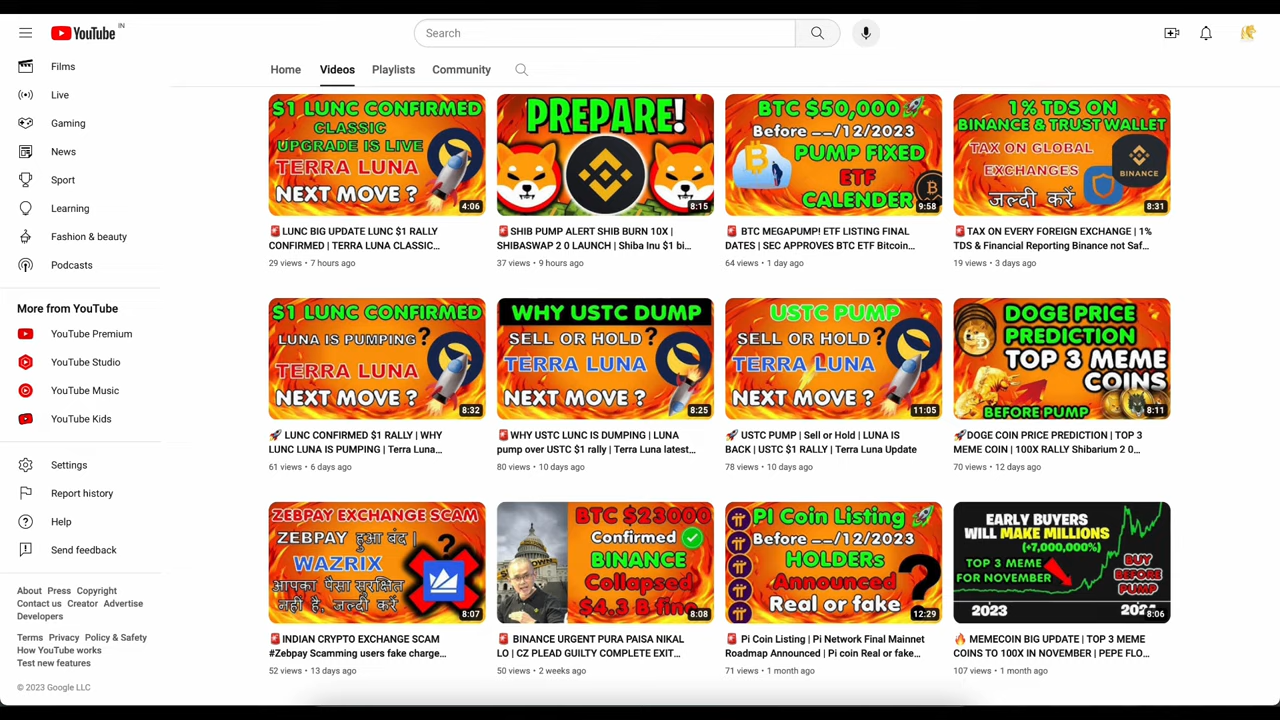 YouTube IN
Search
Films
Live
Gaming
News
Sport
Learning
Fashion & beauty
Podcasts
More from YouTube
YouTube Premium
YouTube Studio
YouTube Music
YouTube Kids
Settings
Report history
Help
Send feedback
About Press Copyright
Contact us Creator Advertise
Developers
Terms Privacy Policy & Safety
How YouTube works
Test new features
© 2023 Google LLC
Home Videos Playlists Community
$1 LUNC CONFIRMED
CLASSIC
UPGRADE IS LIVE
TERRA LUNA
NEXT MOVE ?
4:06
🚨 LUNC BIG UPDATE LUNC $1 RALLY
CONFIRMED | TERRA LUNA CLASSIC...
29 views • 7 hours ago
PREPARE!
8:15
🚨 SHIB PUMP ALERT SHIB BURN 10X |
SHIBASWAP 2 0 LAUNCH | Shiba Inu $1 bi...
37 views • 9 hours ago
BTC $50,000🚀
Before --/12/2023
PUMP FIXED
ETF
CALENDER
9:58
🚨 BTC MEGAPUMP! ETF LISTING FINAL
DATES | SEC APPROVES BTC ETF Bitcoin...
64 views • 1 day ago
1% TDS ON
BINANCE & TRUST WALLET
TAX ON GLOBAL
EXCHANGES
BINANCE
जल्दी करें
8:31
🚨 TAX ON EVERY FOREIGN EXCHANGE | 1%
TDS & Financial Reporting Binance not Saf...
19 views • 3 days ago
$1 LUNC CONFIRMED
LUNA IS PUMPING ?
TERRA LUNA
NEXT MOVE ?
8:32
🚀 LUNC CONFIRMED $1 RALLY | WHY
LUNC LUNA IS PUMPING | Terra Luna...
61 views • 6 days ago
WHY USTC DUMP
SELL OR HOLD ?
TERRA LUNA
NEXT MOVE ?
8:25
🚨WHY USTC LUNC IS DUMPING | LUNA
pump over USTC $1 rally | Terra Luna latest...
80 views • 10 days ago
USTC PUMP
SELL OR HOLD ?
TERRA LUNA
NEXT MOVE ?
11:05
🚀 USTC PUMP | Sell or Hold | LUNA IS
BACK | USTC $1 RALLY | Terra Luna Update
78 views • 10 days ago
DOGE PRICE
PREDICTION
TOP 3 MEME
COINS
BEFORE PUMP
8:11
🚀DOGE COIN PRICE PREDICTION | TOP 3
MEME COIN | 100X RALLY Shibarium 2 0...
70 views • 12 days ago
ZEBPAY EXCHANGE SCAM
ZEBPAY हुआ बंद | ?
WAZRIX
आपका पैसा सुरक्षित
नहीं है, जल्दी करें
8:07
🚨INDIAN CRYPTO EXCHANGE SCAM
#Zebpay Scamming users fake charge...
52 views • 13 days ago
BTC $23000
Confirmed
BINANCE
Collapsed
$4.3 B fine
8:08
🚨 BINANCE URGENT PURA PAISA NIKAL
LO | CZ PLEAD GUILTY COMPLETE EXIT...
50 views • 2 weeks ago
PI Coin Listing 🚀
Before --/12/2023
HOLDERs
Announced
Real or fake ?
12:29
🚨 Pi Coin Listing | Pi Network Final Mainnet
Roadmap Announced | Pi coin Real or fake...
71 views • 1 month ago
EARLY BUYERS
WILL MAKE MILLIONS
(+7,000,000%)
TOP 3 MEME
FOR NOVEMBER
BUY
BEFORE
PUMP
2023
8:06
🔥 MEMECOIN BIG UPDATE | TOP 3 MEME
COINS TO 100X IN NOVEMBER | PEPE FLO...
107 views • 1 month ago